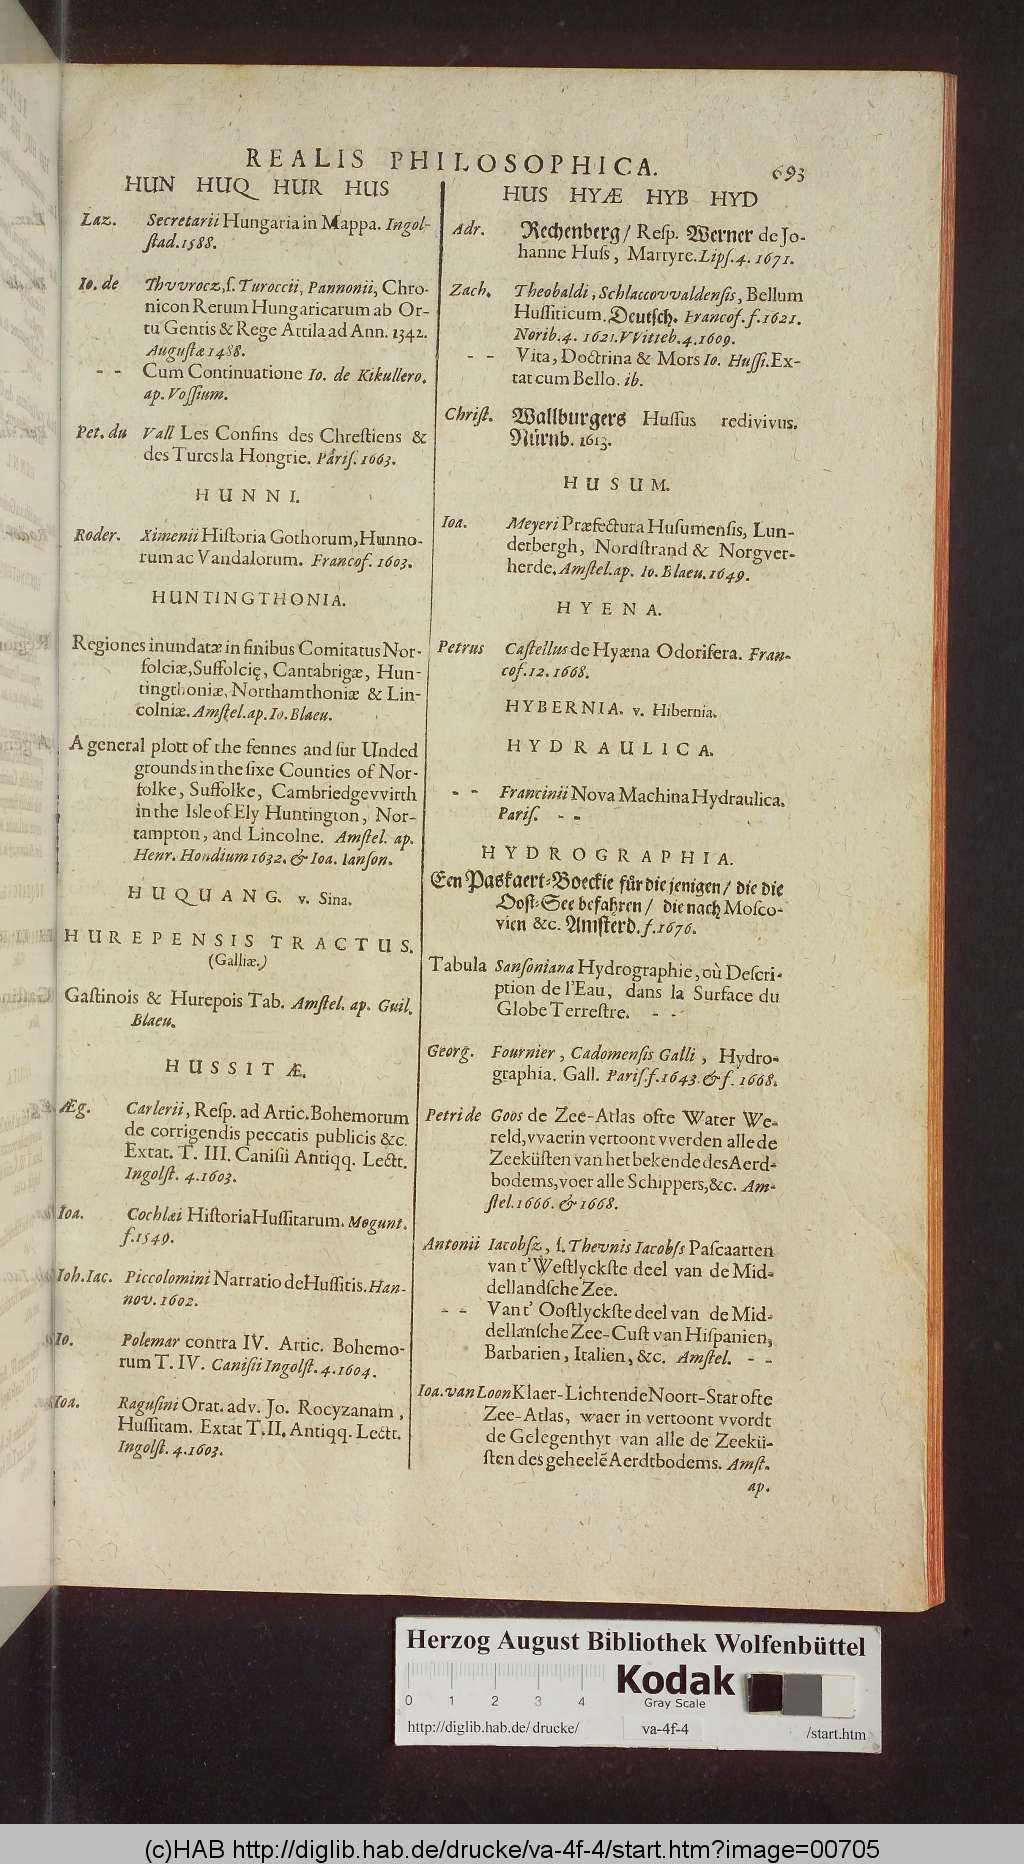 REALIS PHILOSOPHICA. 693
HUN HUQ HUR HUS
Laz. Secretarii Hungaria in Mappa. Ingol-
ſtad. 1588.
Io. de Thvvrocz, ſ. Turoccii, Pannonii, Chro-
nicon Rerum Hungaricarum ab Or-
tu Gentis & Rege Attila ad Ann. 1342.
Auguſtæ 1488.
- - Cum Continuatione Io. de Kikullero.
ap. Voſſium.
Pet. du Vall Les Confins des Chreſtiens &
des Turcs la Hongrie. Pariſ. 1663.
HUNNI.
Roder. Ximenii Hiſtoria Gothorum, Hunno-
rum ac Vandalorum. Francof. 1603.
HUNTINGTHONIA.
Regiones inundatæ in finibus Comitatus Nor-
folciæ, Suffolcię, Cantabrigæ, Hun-
tingthoniæ, Northamthoniæ & Lin-
colniæ. Amſtel. ap. Io. Blaeu.
A general plott of the fennes and ſur Unded
grounds in the ſixe Counties of Nor-
folke, Suffolke, Cambriedgevvirth
in the Isle of Ely Huntington, Nor-
tampton, and Lincolne. Amſtel. ap.
Henr. Hondium 1632. & Ioa. Ianſon.
HUQUANG. v. Sina.
HUREPENSIS TRACTUS.
(Galliæ.)
Gaſtinois & Hurepois Tab. Amſtel. ap. Guil.
Blaeu.
HUSSITÆ.
Æg. Carlerii, Reſp. ad Artic. Bohemorum
de corrigendis peccatis publicis &c.
Extat. T. III. Caniſii Antiqq. Lectt.
Ingolſt. 4. 1603.
Ioa. Cochlæi Hiſtoria Huſſitarum. Mogunt.
f. 1549.
Ioh. Iac. Piccolomini Narratio de Huſſitis. Han-
nov. 1602.
Io. Polemar contra IV. Artic. Bohemo-
rum T. IV. Caniſii Ingolſt. 4. 1604.
Ioa. Raguſini Orat. adv. Jo. Rocyzanam,
Huſſitam. Extat T. II. Antiqq. Lectt.
Ingolſt. 4. 1603.
HUS HYÆ HYB HYD
Adr. Rechenberg / Reſp. Werner de Jo-
hanne Huſs, Martyre. Lipſ. 4. 1671.
Zach. Theobaldi, Schlaccovvaldenſis, Bellum
Huſſiticum. Deutſch. Francof. f. 1621.
Norib. 4. 1621. VVitteb. 4. 1609.
- - Vita, Doctrina & Mors Io. Huſſi. Ex-
tat cum Bello. ib.
Chriſt. Wallburgers Huſſus redivivus.
Nürnb. 1613.
HUSUM.
Ioa. Meyeri Præfectura Huſumenſis, Lun-
derbergh, Nordſtrand & Norgver-
herde. Amſtel. ap. Io. Blaeu. 1649.
HYENA.
Petrus Caſtellus de Hyæna Odorifera. Fran-
cof. 12. 1668.
HYBERNIA. v. Hibernia.
HYDRAULICA.
- - Francinii Nova Machina Hydraulica.
Pariſ. - -
HYDROGRAPHIA.
Een Paskaert-Boeckie für die jenigen / die die
Ooſt-See befahren / die nach Moſco-
vien &c. Amſterd. f. 1676.
Tabula Sanſoniana Hydrographie, où Deſcri-
ption de l'Eau, dans la Surface du
Globe Terreſtre. - -
Georg. Fournier, Cadomenſis Galli, Hydro-
graphia. Gall. Pariſ. f. 1643. & f. 1668.
Petri de Goos de Zee-Atlas ofte Water We-
reld, vvaerin vertoont vverden alle de
Zeeküſten van het bekende des Aerd-
bodems, voer alle Schippers, &c. Am-
ſtel. 1666. & 1668.
Antonii Iacobſz, ſ. Thevnis Iacobſs Paſcaarten
van t' Weſtlyckſte deel van de Mid-
dellandſche Zee.
- - Van t' Ooſtlyckſte deel van de Mid-
dellanſche Zee-Cuſt van Hiſpanien,
Barbarien, Italien, &c. Amſtel. - -
Ioa. van Loon Klaer-Lichtende Noort-Star ofte
Zee-Atlas, waer in vertoont vvordt
de Gelegenthyt van alle de Zeekü-
ſten des geheelē Aerdtbodems. Amſt.
ap.
Herzog August Bibliothek Wolfenbüttel
0 1 2 3 4
Kodak
Gray Scale
http://diglib.hab.de/drucke/ va-4f-4 /start.htm
(c)HAB http://diglib.hab.de/drucke/va-4f-4/start.htm?image=00705